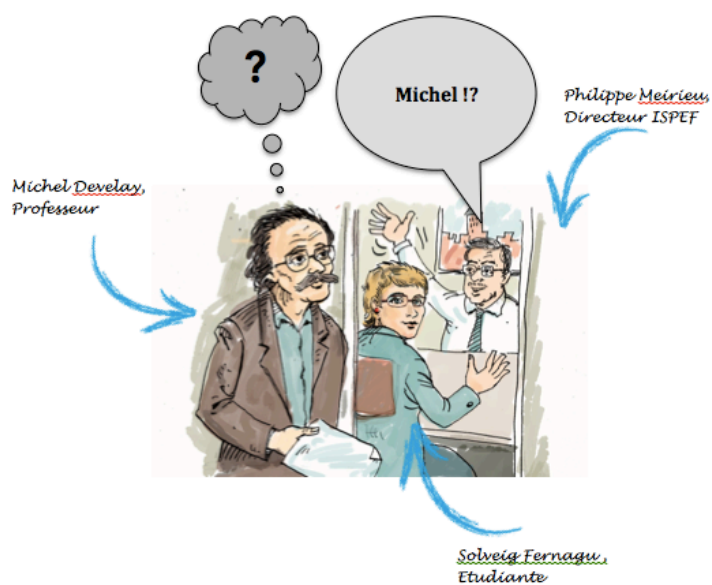 ?
Michel !?
Philippe Meirieu,
Directeur ISPEF
Michel Develay,
Professeur
Solveig Fernagu ,
Etudiante